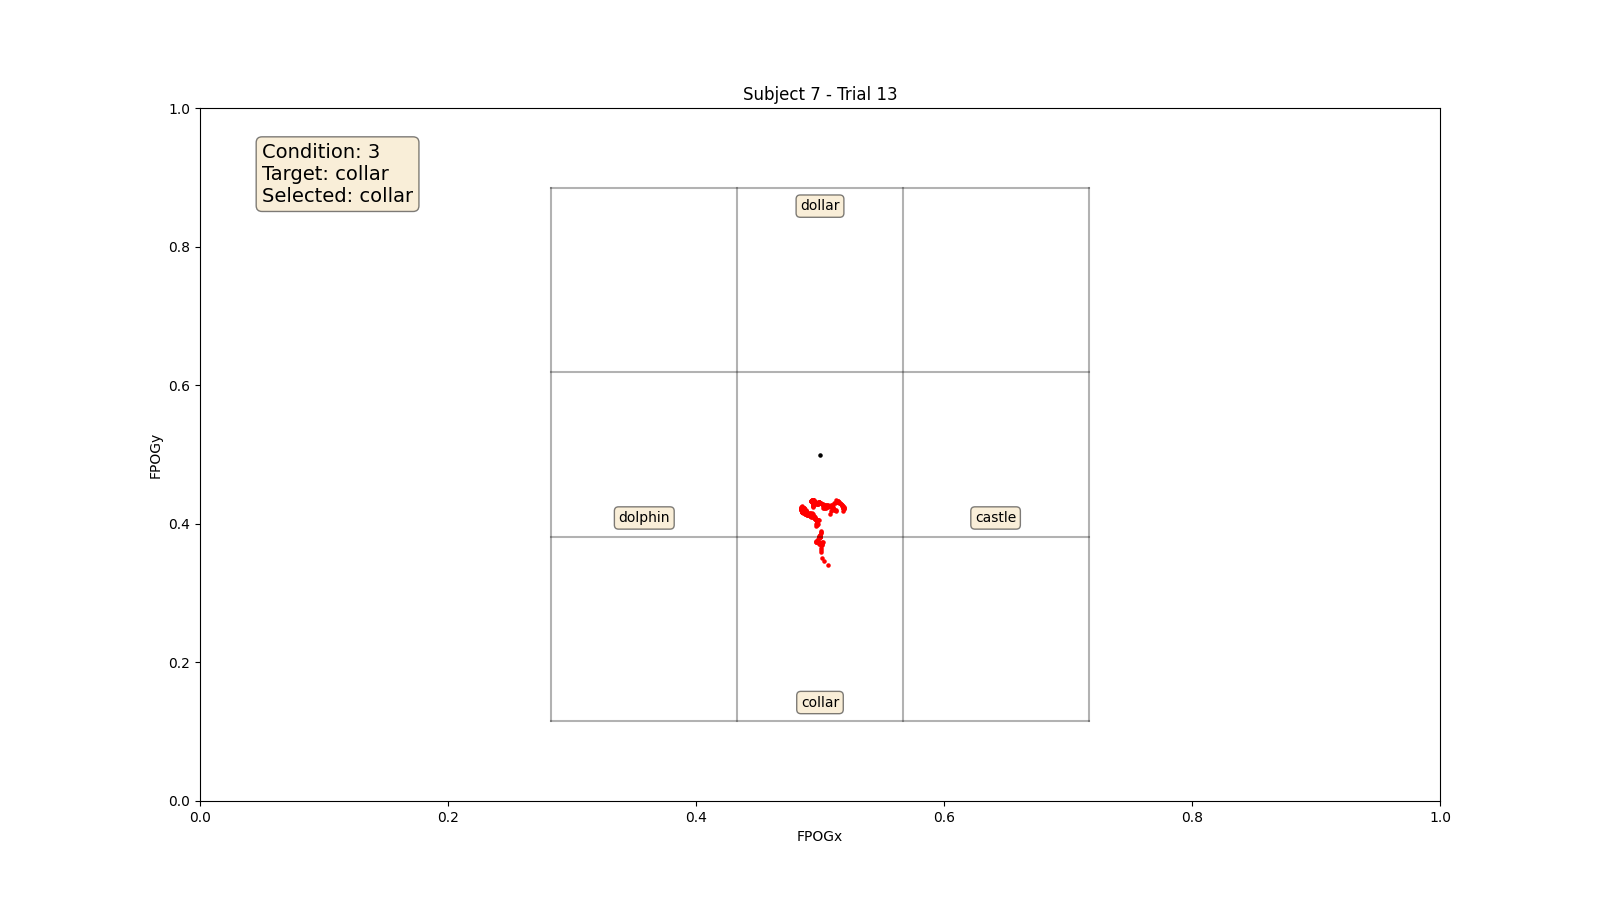 Subject 7 - Trial 13
1.0
Condition: 3
Target: collar
Selected: collar
dollar
0.8
0.6
FPOGy
dolphin
castle
0.4
0.2
collar
0.0
0.0 0.2 0.4 0.6 0.8 1.0
FPOGx